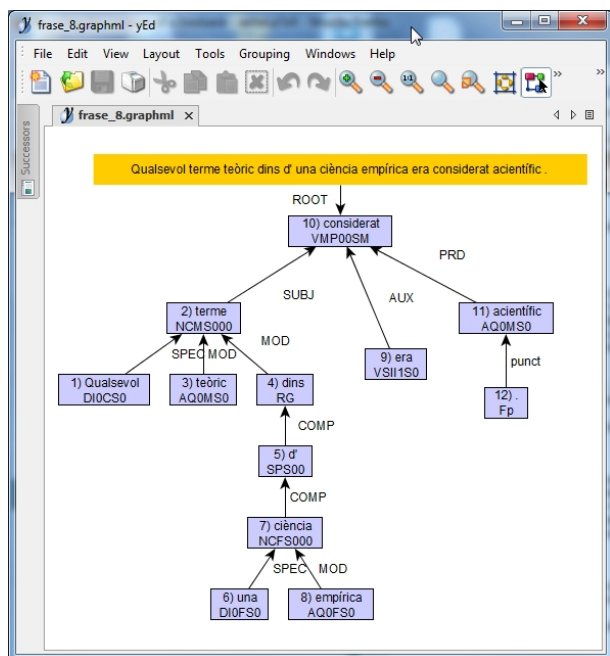 frase_8.graphml - yEd
File Edit View Layout Tools Grouping Windows Help
frase_8.graphml
Successors
Qualsevol terme teòric dins d' una ciència empírica era considerat acientífic .
ROOT
10) considerat
VMP00SM
PRD
SUBJ
AUX
2) terme
NCMS000
11) acientífic
AQ0MS0
SPEC MOD MOD
9) era
VSII1S0
punct
1) Qualsevol
DI0CS0
3) teòric
AQ0MS0
4) dins
RG
12) .
Fp
COMP
5) d'
SPS00
COMP
7) ciència
NCFS000
SPEC MOD
6) una
DI0FS0
8) empírica
AQ0FS0